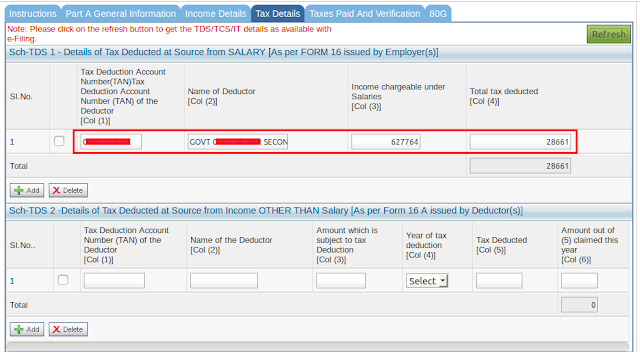 Instructions Part A General Information Income Details Tax Details Taxes Paid And Verification 80G
Note: Please click on the refresh button to get the TDS/TCS/IT details as available with
e-Filing.
Refresh
Sch-TDS 1 - Details of Tax Deducted at Source from SALARY [As per FORM 16 issued by Employer(s)]
Sl.No.
Tax Deduction Account
Number(TAN)Tax
Deduction Account
Number (TAN) of the
Deductor
[Col (1)]
Name of Deductor
[Col (2)]
Income chargeable under
Salaries
[Col (3)]
Total tax deducted
[Col (4)]
1 GOVT SECON 627764 28661
Total 28661
Add Delete
Sch-TDS 2 -Details of Tax Deducted at Source from Income OTHER THAN Salary [As per Form 16 A issued by Deductor(s)]
Sl.No..
Tax Deduction Account
Number (TAN) of the
Deductor
[Col (1)]
Name of the Deductor
[Col (2)]
Amount which is
subject to tax
Deduction
[Col (3)]
Year of tax
deduction
[Col (4)]
Tax Deducted
[Col (5)]
Amount out of
(5) claimed this
year
[Col (6)]
1 Select
Total 0
Add Delete